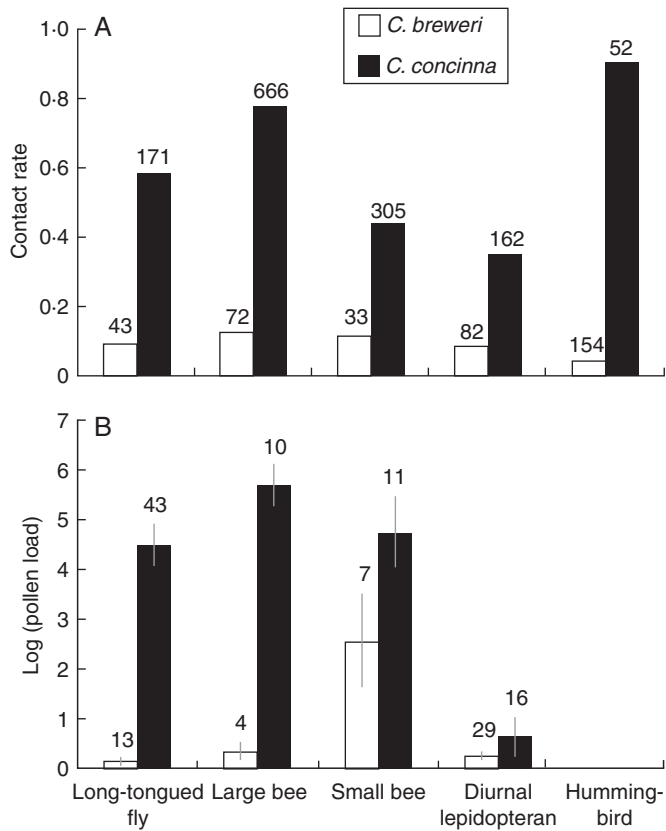 A
C. breweri
C. concinna
Contact rate
1·0
0·8
0·6
0·4
0·2
0
43
171
72
666
33
305
82
162
154
52
B
Log (pollen load)
7
6
5
4
3
2
1
0
13
43
4
10
7
11
29
16
Long-tongued
fly
Large bee
Small bee
Diurnal
lepidopteran
Humming-
bird